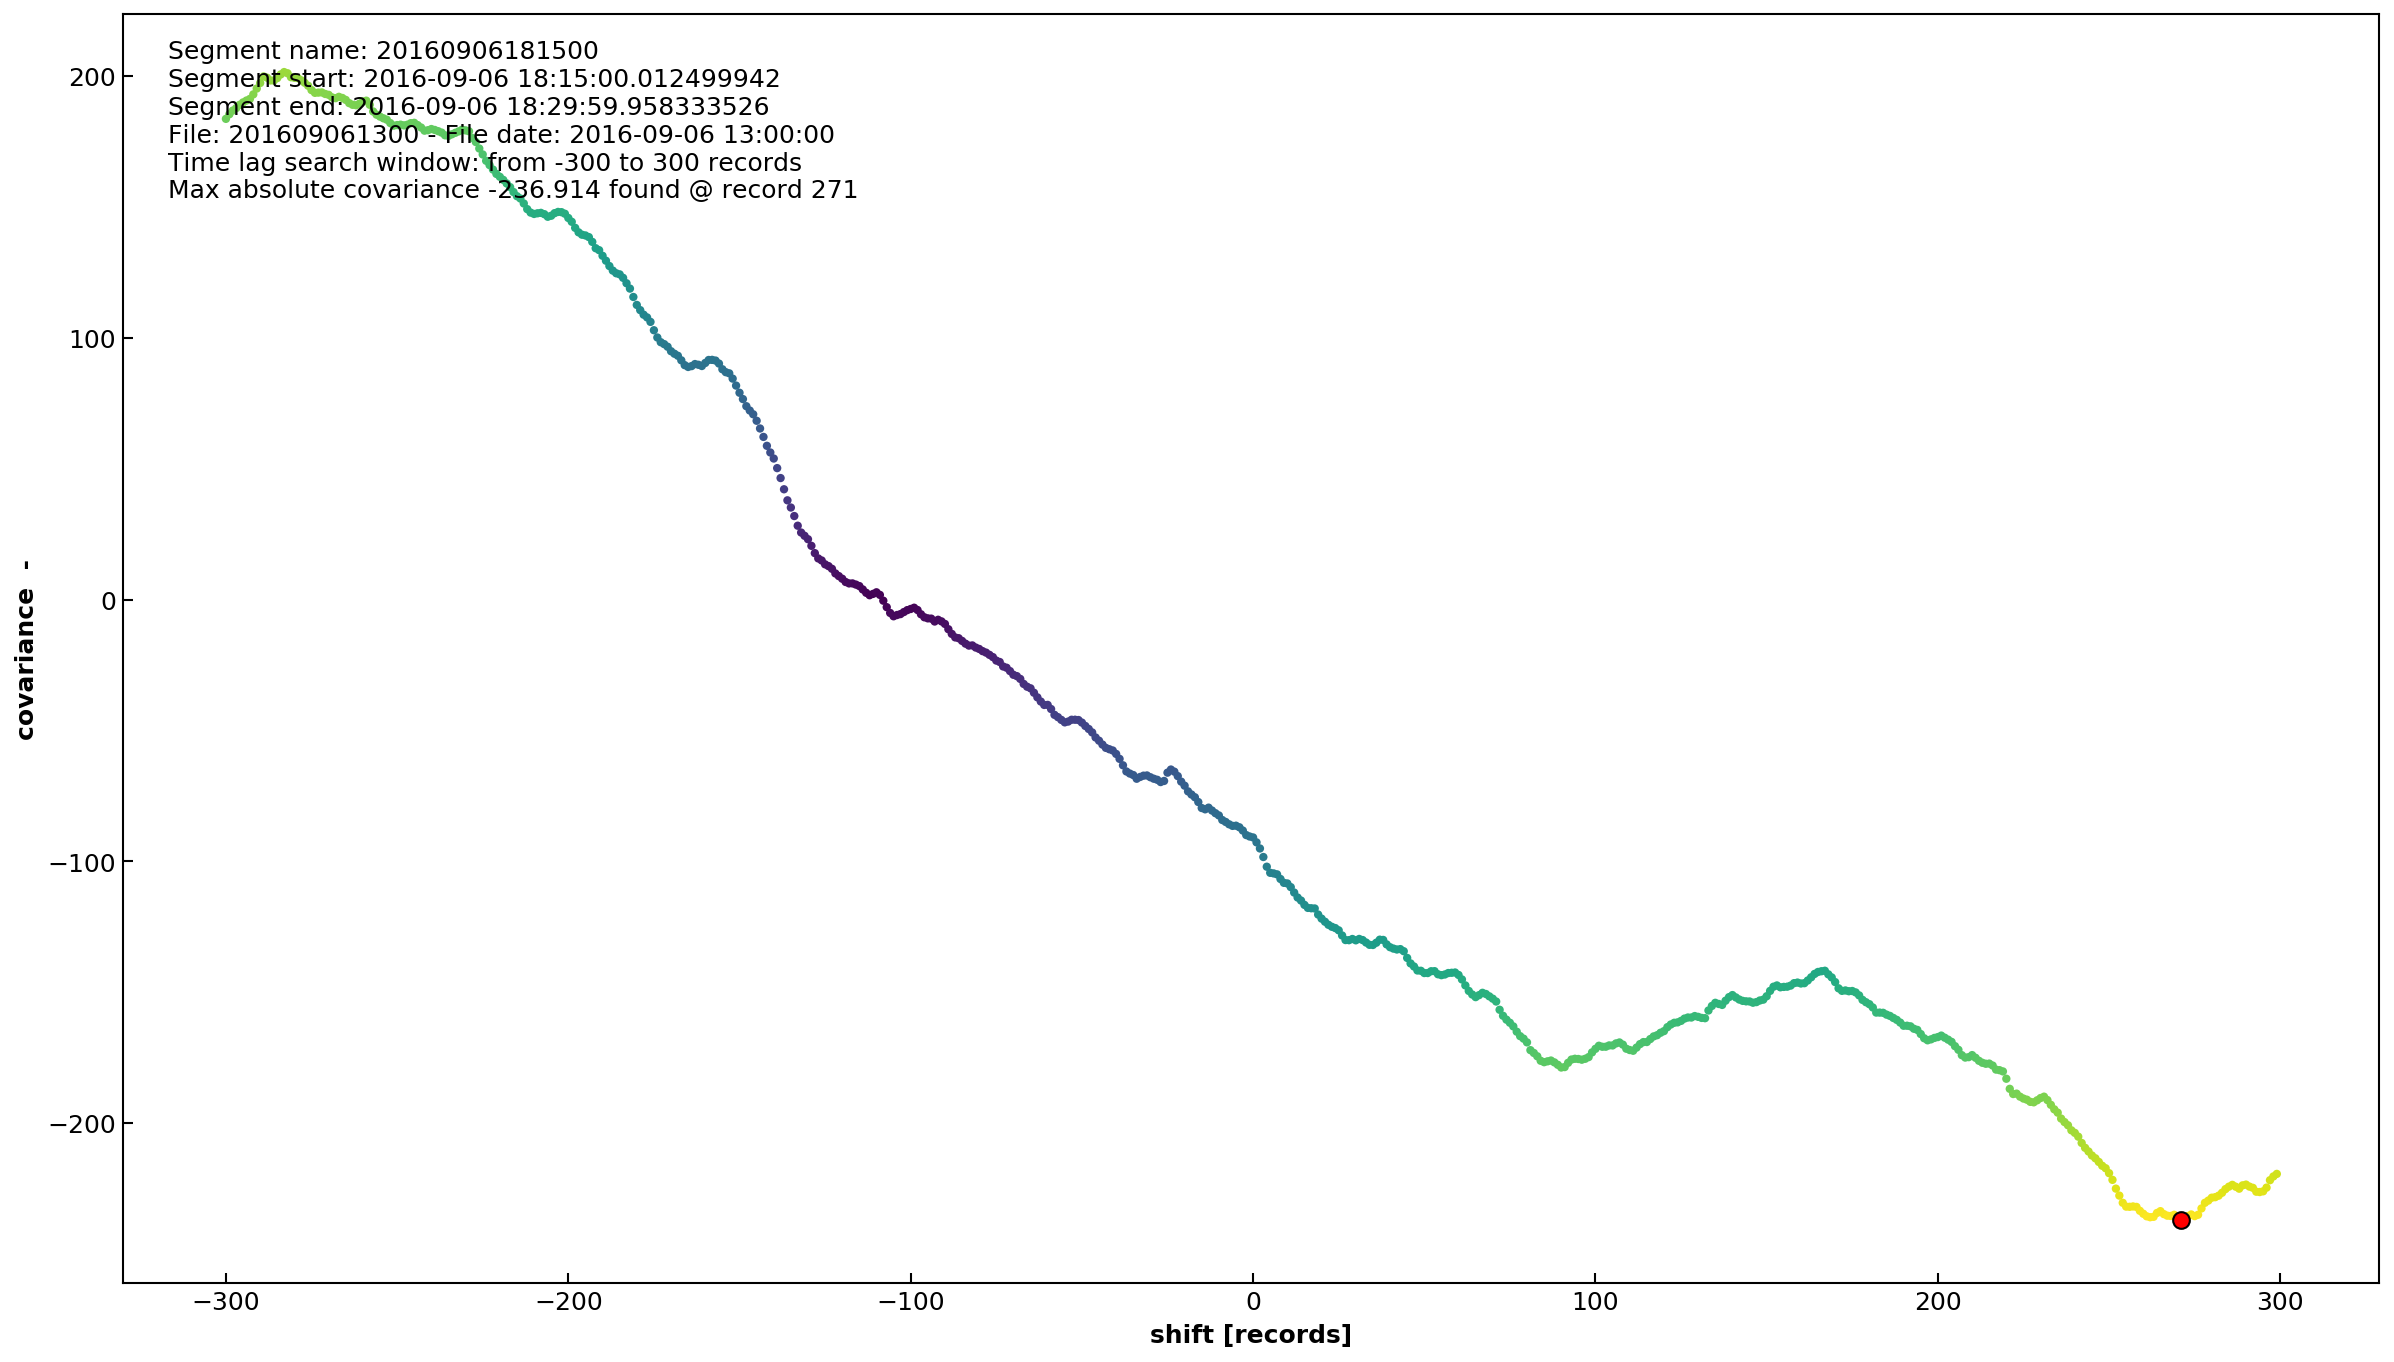 Segment name: 20160906181500
Segment start: 2016-09-06 18:15:00.012499942
Segment end: 2016-09-06 18:29:59.958333526
File: 201609061300 - File date: 2016-09-06 13:00:00
Time lag search window: from -300 to 300 records
Max absolute covariance -236.914 found @ record 271
200
100
0
−100
−200
covariance -
−300 −200 −100 0 100 200 300
shift [records]